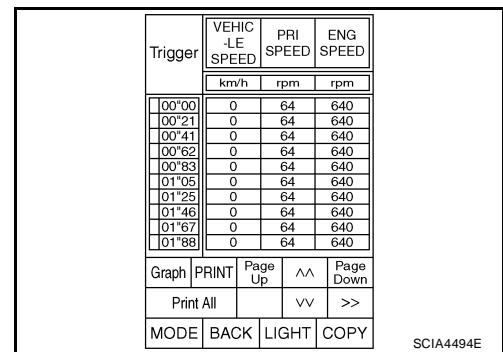 Trigger VEHIC-LE SPEED PRI SPEED ENG SPEED
km/h rpm rpm
00"00 0 64 640
00"21 0 64 640
00"41 0 64 640
00"62 0 64 640
00"83 0 64 640
01"05 0 64 640
01"25 0 64 640
01"46 0 64 640
01"67 0 64 640
01"88 0 64 640
Graph PRINT Page Up ^^ Page Down
Print All vv >>
MODE BACK LIGHT COPY
SCIA4494E